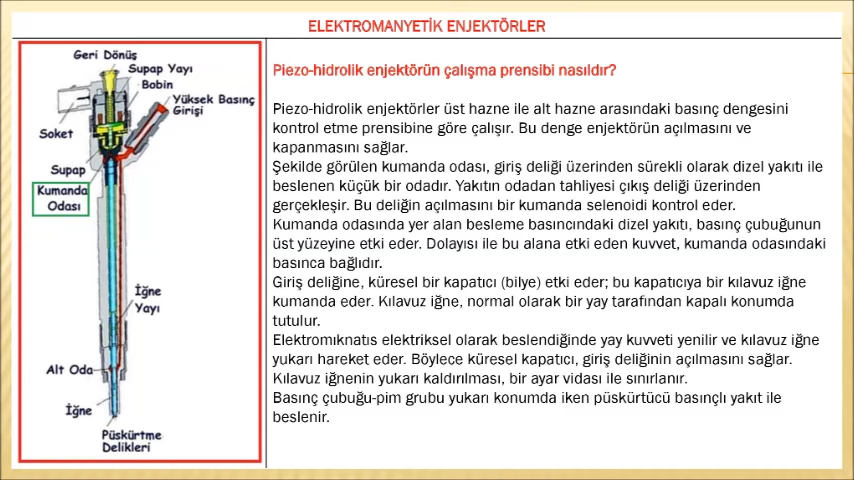 ELEKTROMANYETİK ENJEKTÖRLER
Geri Dönüş
Supap Yayı
Bobin
Yüksek Basınç
Girişi
Soket
Supap
Kumanda
Odası
İğne
Yayı
Alt Oda
İğne
Püskürtme
Delikleri
Piezo-hidrolik enjektörün çalışma prensibi nasıldır?
Piezo-hidrolik enjektörler üst hazne ile alt hazne arasındaki basınç dengesini
kontrol etme prensibine göre çalışır. Bu denge enjektörün açılmasını ve
kapanmasını sağlar.
Şekilde görülen kumanda odası, giriş deliği üzerinden sürekli olarak dizel yakıtı ile
beslenen küçük bir odadır. Yakıtın odadan tahliyesi çıkış deliği üzerinden
gerçekleşir. Bu deliğin açılmasını bir kumanda selenoidi kontrol eder.
Kumanda odasında yer alan besleme basıncındaki dizel yakıtı, basınç çubuğunun
üst yüzeyine etki eder. Dolayısı ile bu alana etki eden kuvvet, kumanda odasındaki
basınca bağlıdır.
Giriş deliğine, küresel bir kapatıcı (bilye) etki eder; bu kapatıcıya bir kılavuz iğne
kumanda eder. Kılavuz iğne, normal olarak bir yay tarafından kapalı konumda
tutulur.
Elektromıknatıs elektriksel olarak beslendiğinde yay kuvveti yenilir ve kılavuz iğne
yukarı hareket eder. Böylece küresel kapatıcı, giriş deliğinin açılmasını sağlar.
Kılavuz iğnenin yukarı kaldırılması, bir ayar vidası ile sınırlanır.
Basınç çubuğu-pim grubu yukarı konumda iken püskürtücü basınçlı yakıt ile
beslenir.